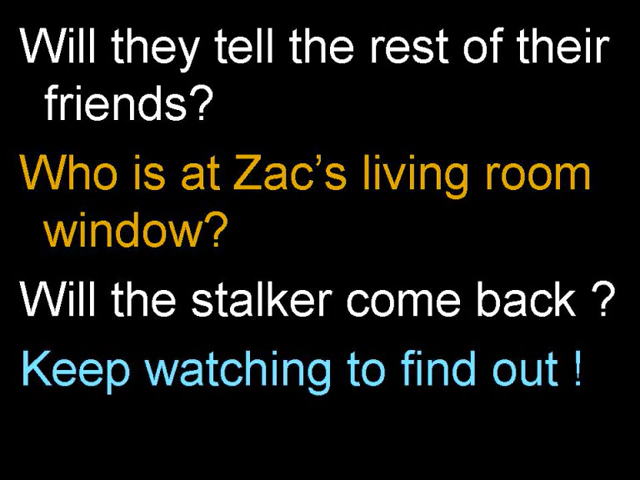 Will they tell the rest of their
friends?
Who is at Zac’s living room
window?
Will the stalker come back ?
Keep watching to find out !